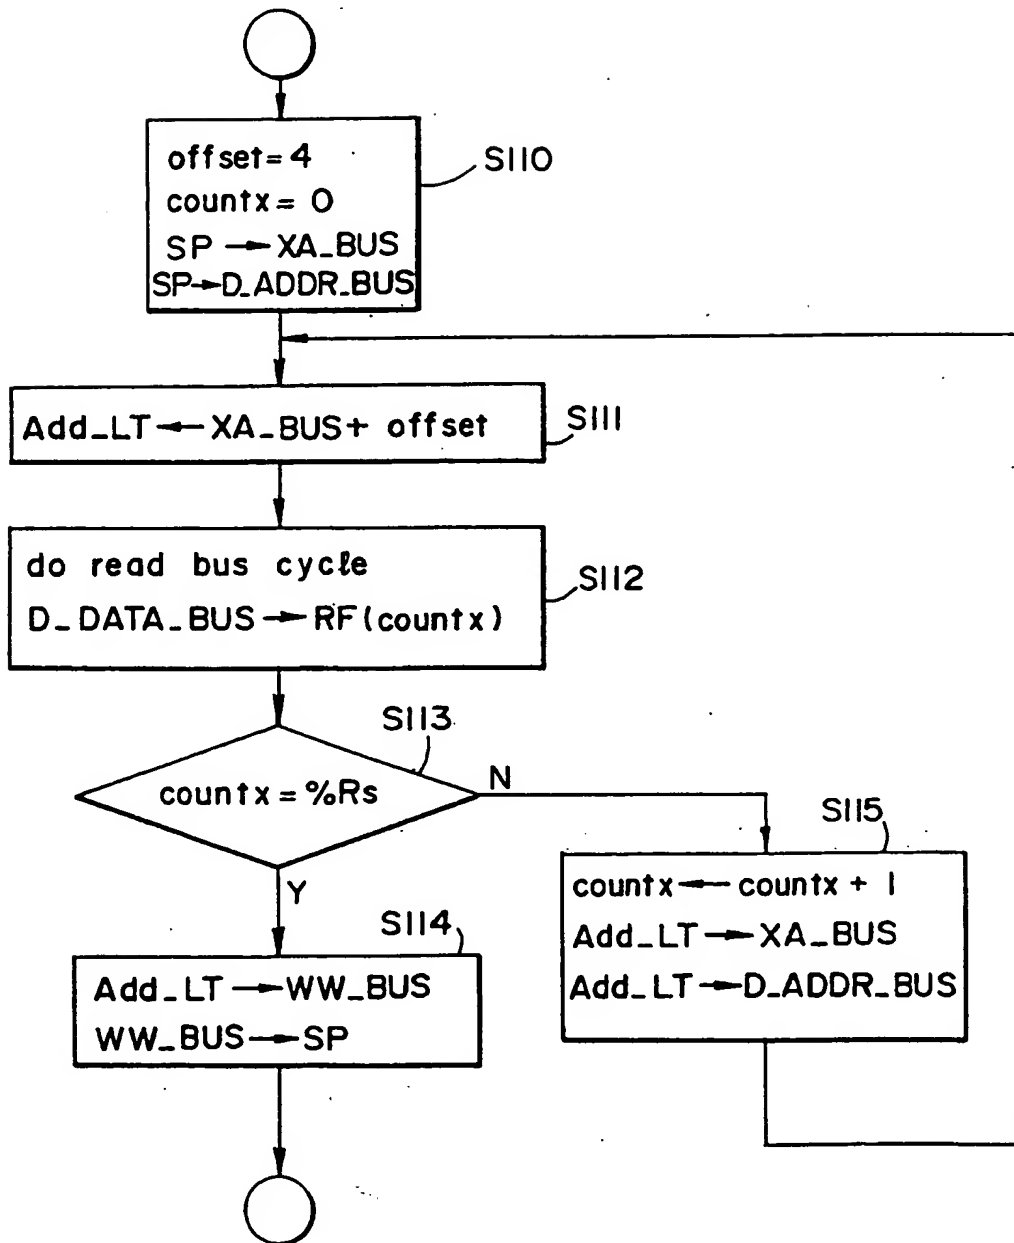 offset=4
countx = 0
SP → XA_BUS
SP→D_ADDR_BUS
S110
Add_LT ← XA_BUS+ offset
S111
do read bus cycle
D_DATA_BUS → RF(countx)
S112
S113
countx = %Rs
N
Y
S115
countx ← countx + 1
Add_LT → XA_BUS
Add_LT → D_ADDR_BUS
S114
Add_LT → WW_BUS
WW_BUS → SP